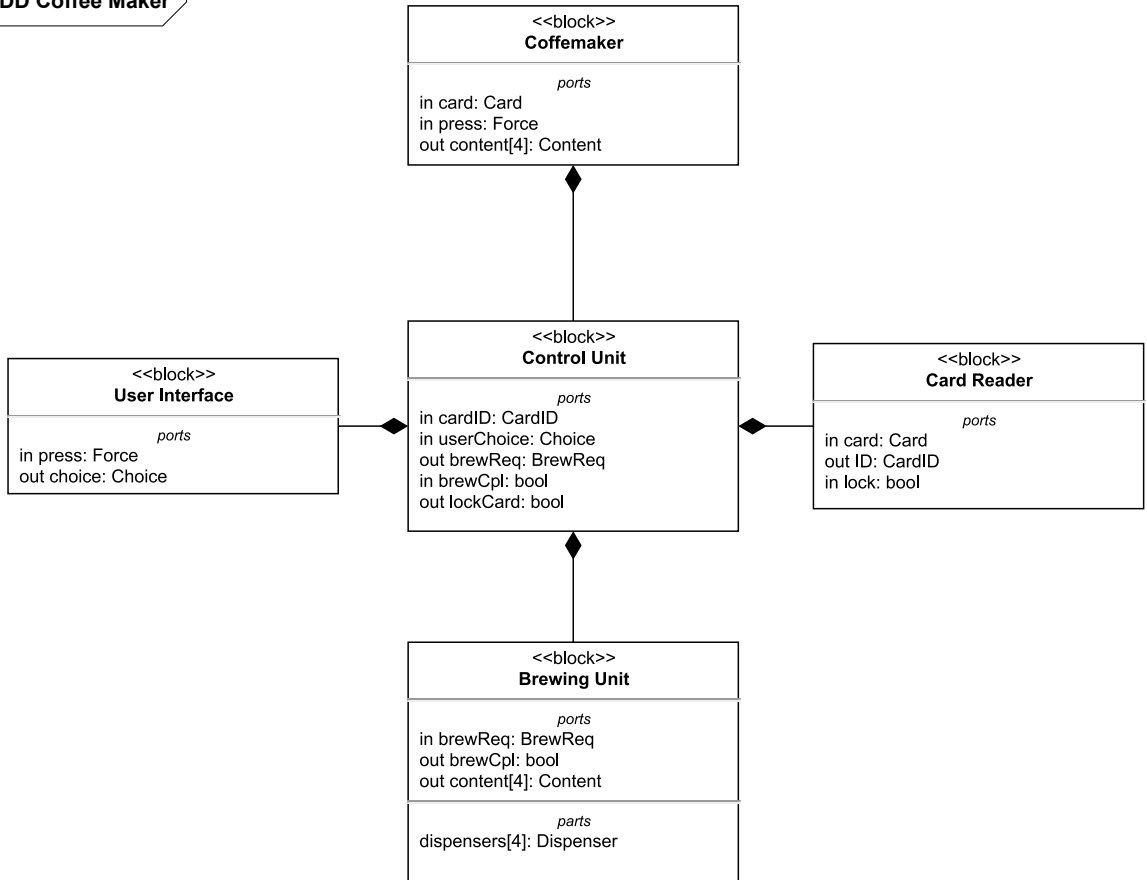 DD Coffee Maker
<<block>>
Coffemaker
ports
in card: Card
in press: Force
out content[4]: Content
<<block>>
Control Unit
ports
in cardID: CardID
in userChoice: Choice
out brewReq: BrewReq
in brewCpl: bool
out lockCard: bool
<<block>>
User Interface
ports
in press: Force
out choice: Choice
<<block>>
Card Reader
ports
in card: Card
out ID: CardID
in lock: bool
<<block>>
Brewing Unit
ports
in brewReq: BrewReq
out brewCpl: bool
out content[4]: Content
parts
dispensers[4]: Dispenser